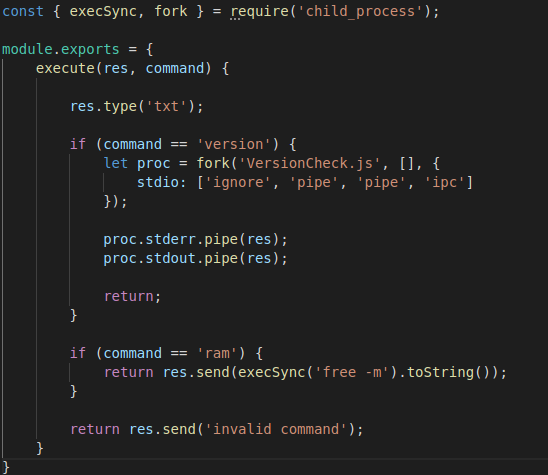 const { execSync, fork } = require('child_process');
module.exports = {
execute(res, command) {
res.type('txt');
if (command == 'version') {
let proc = fork('VersionCheck.js', [], {
stdio: ['ignore', 'pipe', 'pipe', 'ipc']
});
proc.stderr.pipe(res);
proc.stdout.pipe(res);
return;
}
if (command == 'ram') {
return res.send(execSync('free -m').toString());
}
return res.send('invalid command');
}
}